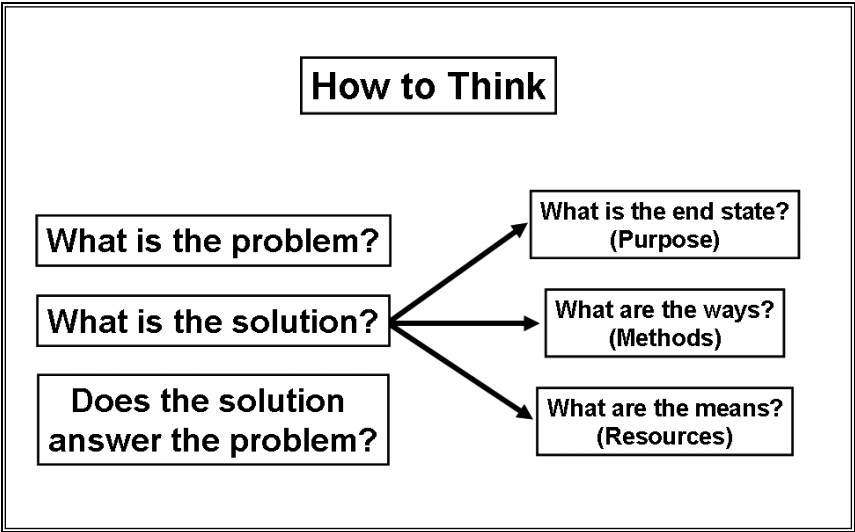 How to Think
What is the problem?
What is the solution?
Does the solution
answer the problem?
What is the end state?
(Purpose)
What are the ways?
(Methods)
What are the means?
(Resources)